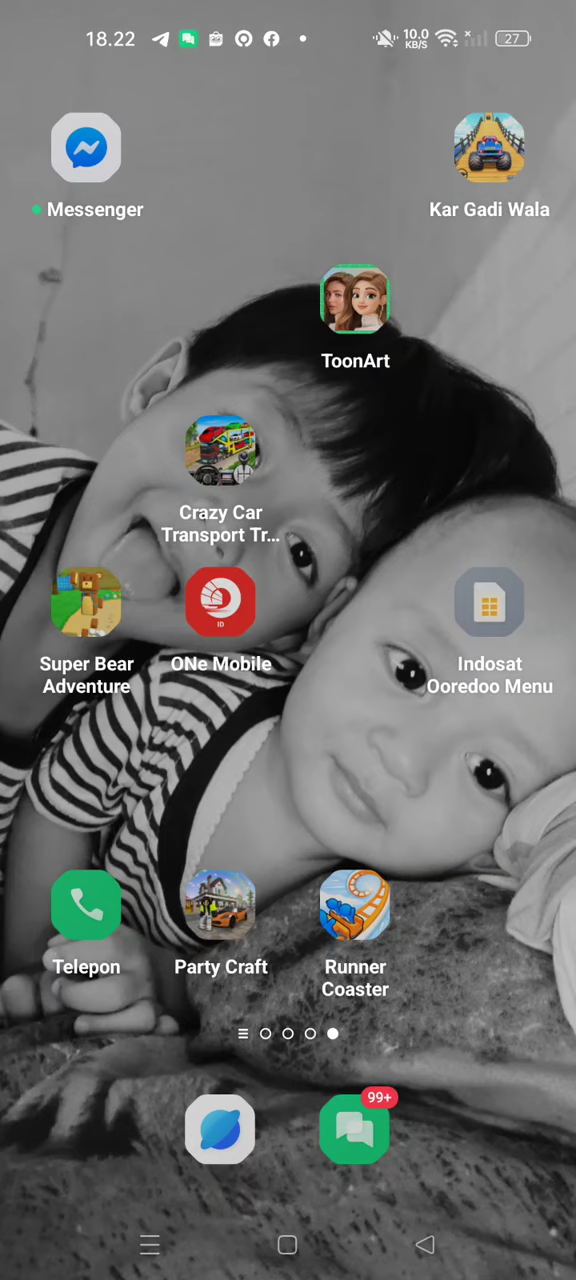 18.22
10.0
KB/S
27
Messenger
Kar Gadi Wala
ToonArt
Crazy Car
Transport Tr...
Super Bear
Adventure
ID
ONe Mobile
Indosat
Ooredoo Menu
Telepon
Party Craft
Runner
Coaster
99+